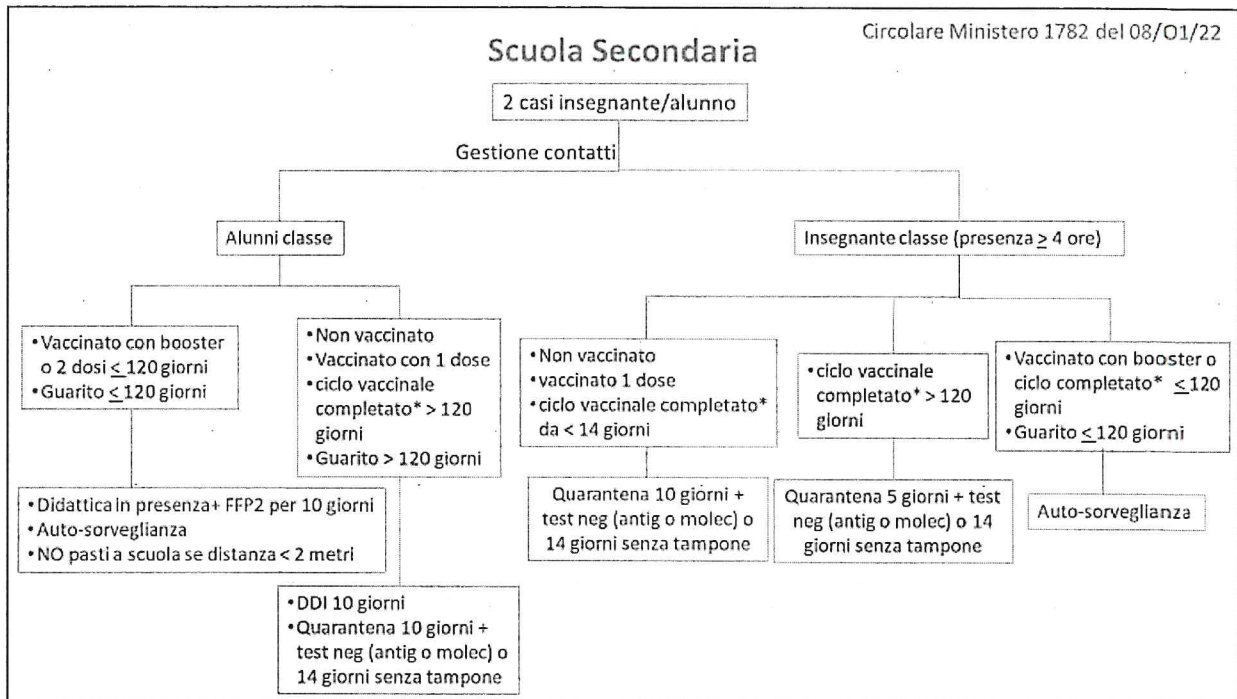 Circolare Ministero 1782 del 08/01/22
Scuola Secondaria
2 casi insegnante/alunno
Gestione contatti
Alunni classe
Insegnante classe (presenza ≥ 4 ore)
•Vaccinato con booster
o 2 dosi ≤ 120 giorni
•Guarito ≤ 120 giorni
•Non vaccinato
•Vaccinato con 1 dose
•ciclo vaccinale
completato* > 120
giorni
•Guarito > 120 giorni
•Non vaccinato
•vaccinato 1 dose
•ciclo vaccinale completato*
da < 14 giorni
•ciclo vaccinale
completato* > 120
giorni
•Vaccinato con booster o
ciclo completato* ≤ 120
giorni
•Guarito ≤ 120 giorni
•Didattica in presenza+ FFP2 per 10 giorni
•Auto-sorveglianza
•NO pasti a scuola se distanza < 2 metri
Quarantena 10 giorni +
test neg (antig o molec) o
14 giorni senza tampone
Quarantena 5 giorni + test
neg (antig o molec) o 14
giorni senza tampone
Auto-sorveglianza
•DDI 10 giorni
•Quarantena 10 giorni +
test neg (antig o molec) o
14 giorni senza tampone